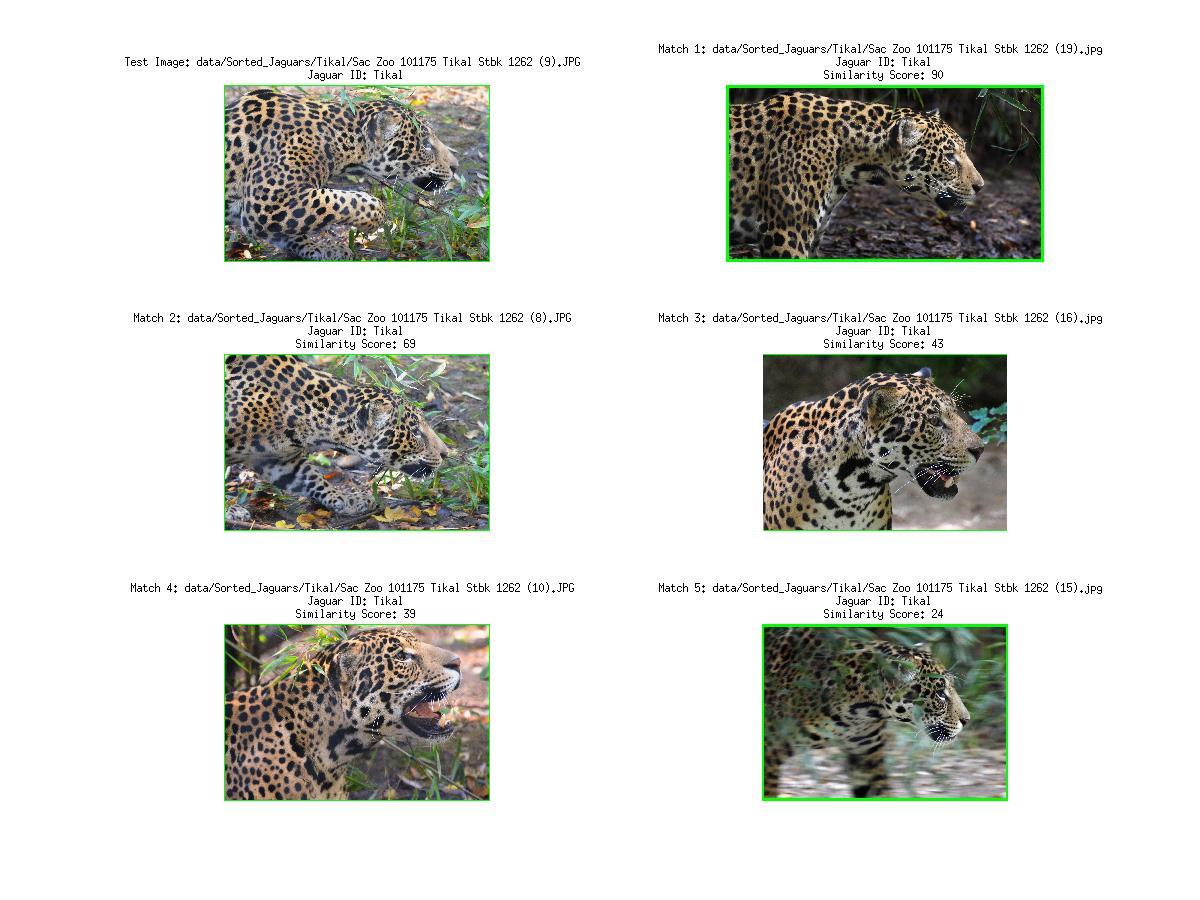 Test Image: data/Sorted_Jaguars/Tikal/Sac Zoo 101175 Tikal Stbk 1262 (9).JPG
Jaguar ID: Tikal
Match 1: data/Sorted_Jaguars/Tikal/Sac Zoo 101175 Tikal Stbk 1262 (19).jpg
Jaguar ID: Tikal
Similarity Score: 90
Match 2: data/Sorted_Jaguars/Tikal/Sac Zoo 101175 Tikal Stbk 1262 (8).JPG
Jaguar ID: Tikal
Similarity Score: 69
Match 3: data/Sorted_Jaguars/Tikal/Sac Zoo 101175 Tikal Stbk 1262 (16).jpg
Jaguar ID: Tikal
Similarity Score: 43
Match 4: data/Sorted_Jaguars/Tikal/Sac Zoo 101175 Tikal Stbk 1262 (10).JPG
Jaguar ID: Tikal
Similarity Score: 39
Match 5: data/Sorted_Jaguars/Tikal/Sac Zoo 101175 Tikal Stbk 1262 (15).jpg
Jaguar ID: Tikal
Similarity Score: 24